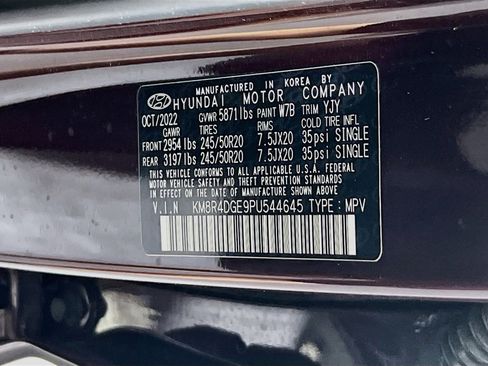 MANUFACTURED IN KOREA BY
HYUNDAI MOTOR COMPANY
OCT/2022 GVWR 5871lbs PAINT W7B TRIM YJY
GAWR TIRES RIMS COLD TIRE INFL
FRONT 2954 lbs 245/50R20 7.5JX20 35psi SINGLE
REAR 3197 lbs 245/50R20 7.5JX20 35psi SINGLE
THIS VEHICLE CONFORMS TO ALL APPLICABLE
U.S.A. FEDERAL MOTOR VEHICLE SAFETY STANDARDS
IN EFFECT ON THE DATE OF MANUFACTURE
SHOWN ABOVE.
V.I.N KM8R4DGE9PU544645 TYPE : MPV